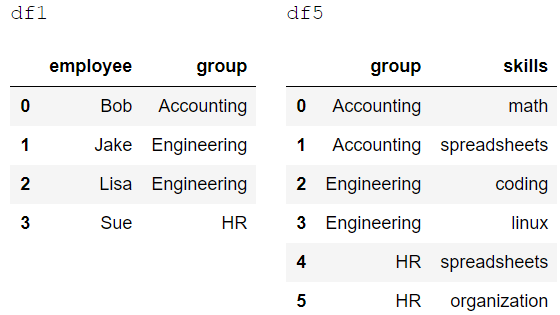 df1 df5
employee group group skills
0 Bob Accounting 0 Accounting math
1 Jake Engineering 1 Accounting spreadsheets
2 Lisa Engineering 2 Engineering coding
3 Sue HR 3 Engineering linux
4 HR spreadsheets
5 HR organization